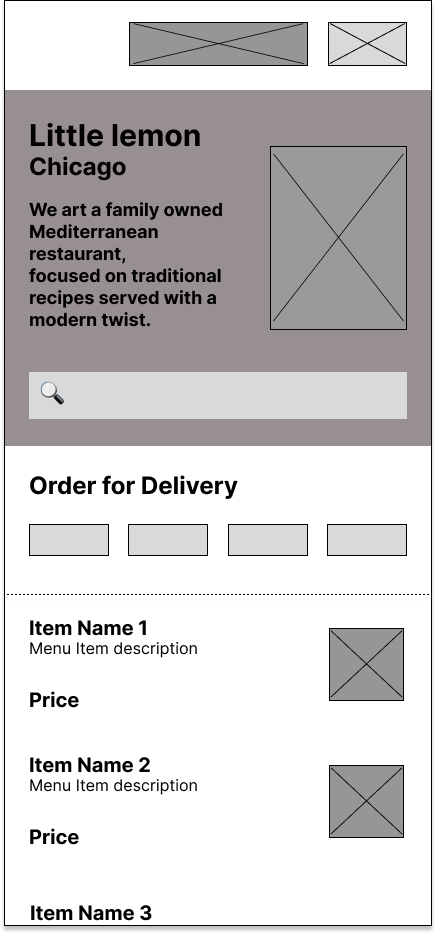 Little lemon
Chicago
We art a family owned
Mediterranean
restaurant,
focused on traditional
recipes served with a
modern twist.
Order for Delivery
Item Name 1
Menu Item description
Price
Item Name 2
Menu Item description
Price
Item Name 3